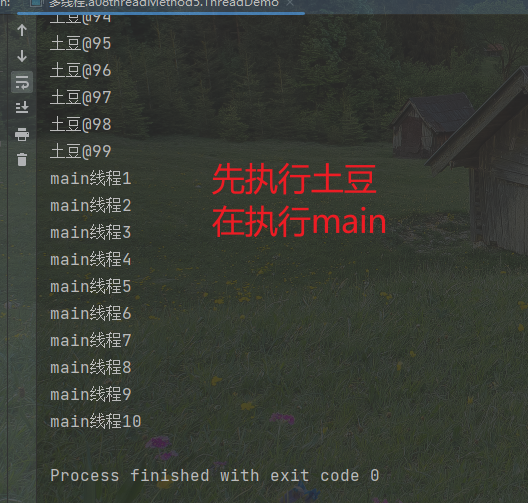 多线程.a08threadMethod5.ThreadDemo
土豆@94
土豆@95
土豆@96
土豆@97
土豆@98
土豆@99
main线程1
main线程2
main线程3
main线程4
main线程5
main线程6
main线程7
main线程8
main线程9
main线程10
先执行土豆
在执行main
Process finished with exit code 0